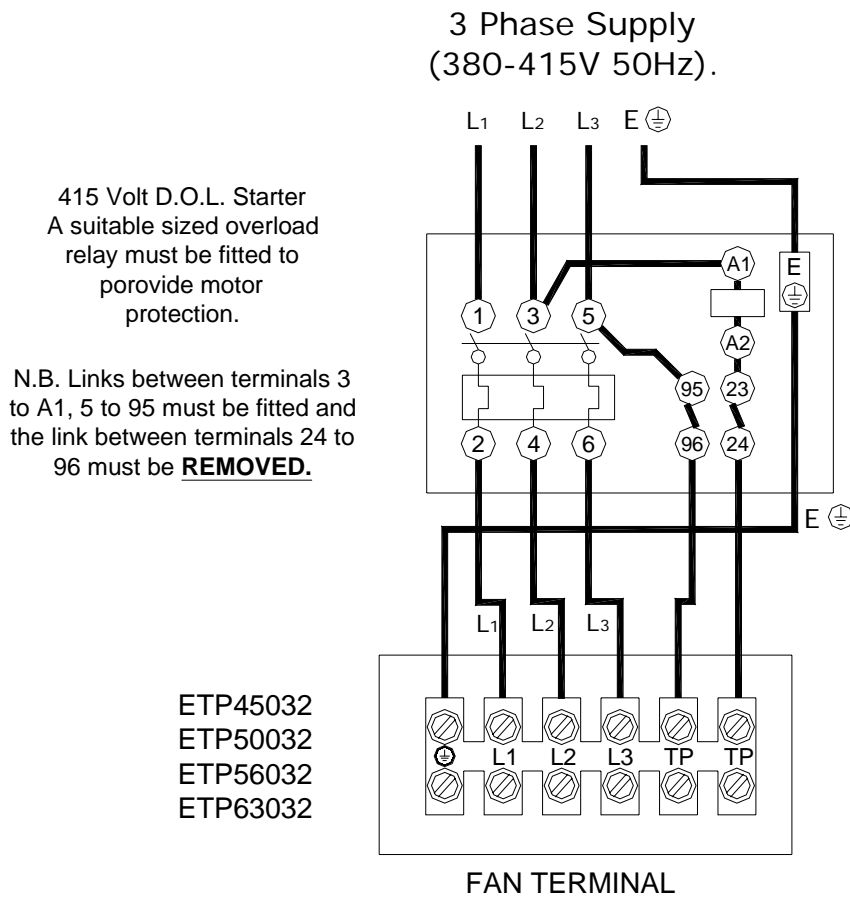 3 Phase Supply
(380-415V 50Hz).
L1 L2 L3 E
415 Volt D.O.L. Starter
A suitable sized overload
relay must be fitted to
porovide motor
protection.
N.B. Links between terminals 3
to A1, 5 to 95 must be fitted and
the link between terminals 24 to
96 must be REMOVED.
A1 E
1 3 5
A2
95 23
2 4 6 96 24
E
L1 L2 L3
ETP45032
ETP50032
ETP56032
ETP63032
L1 L2 L3 TP TP
FAN TERMINAL